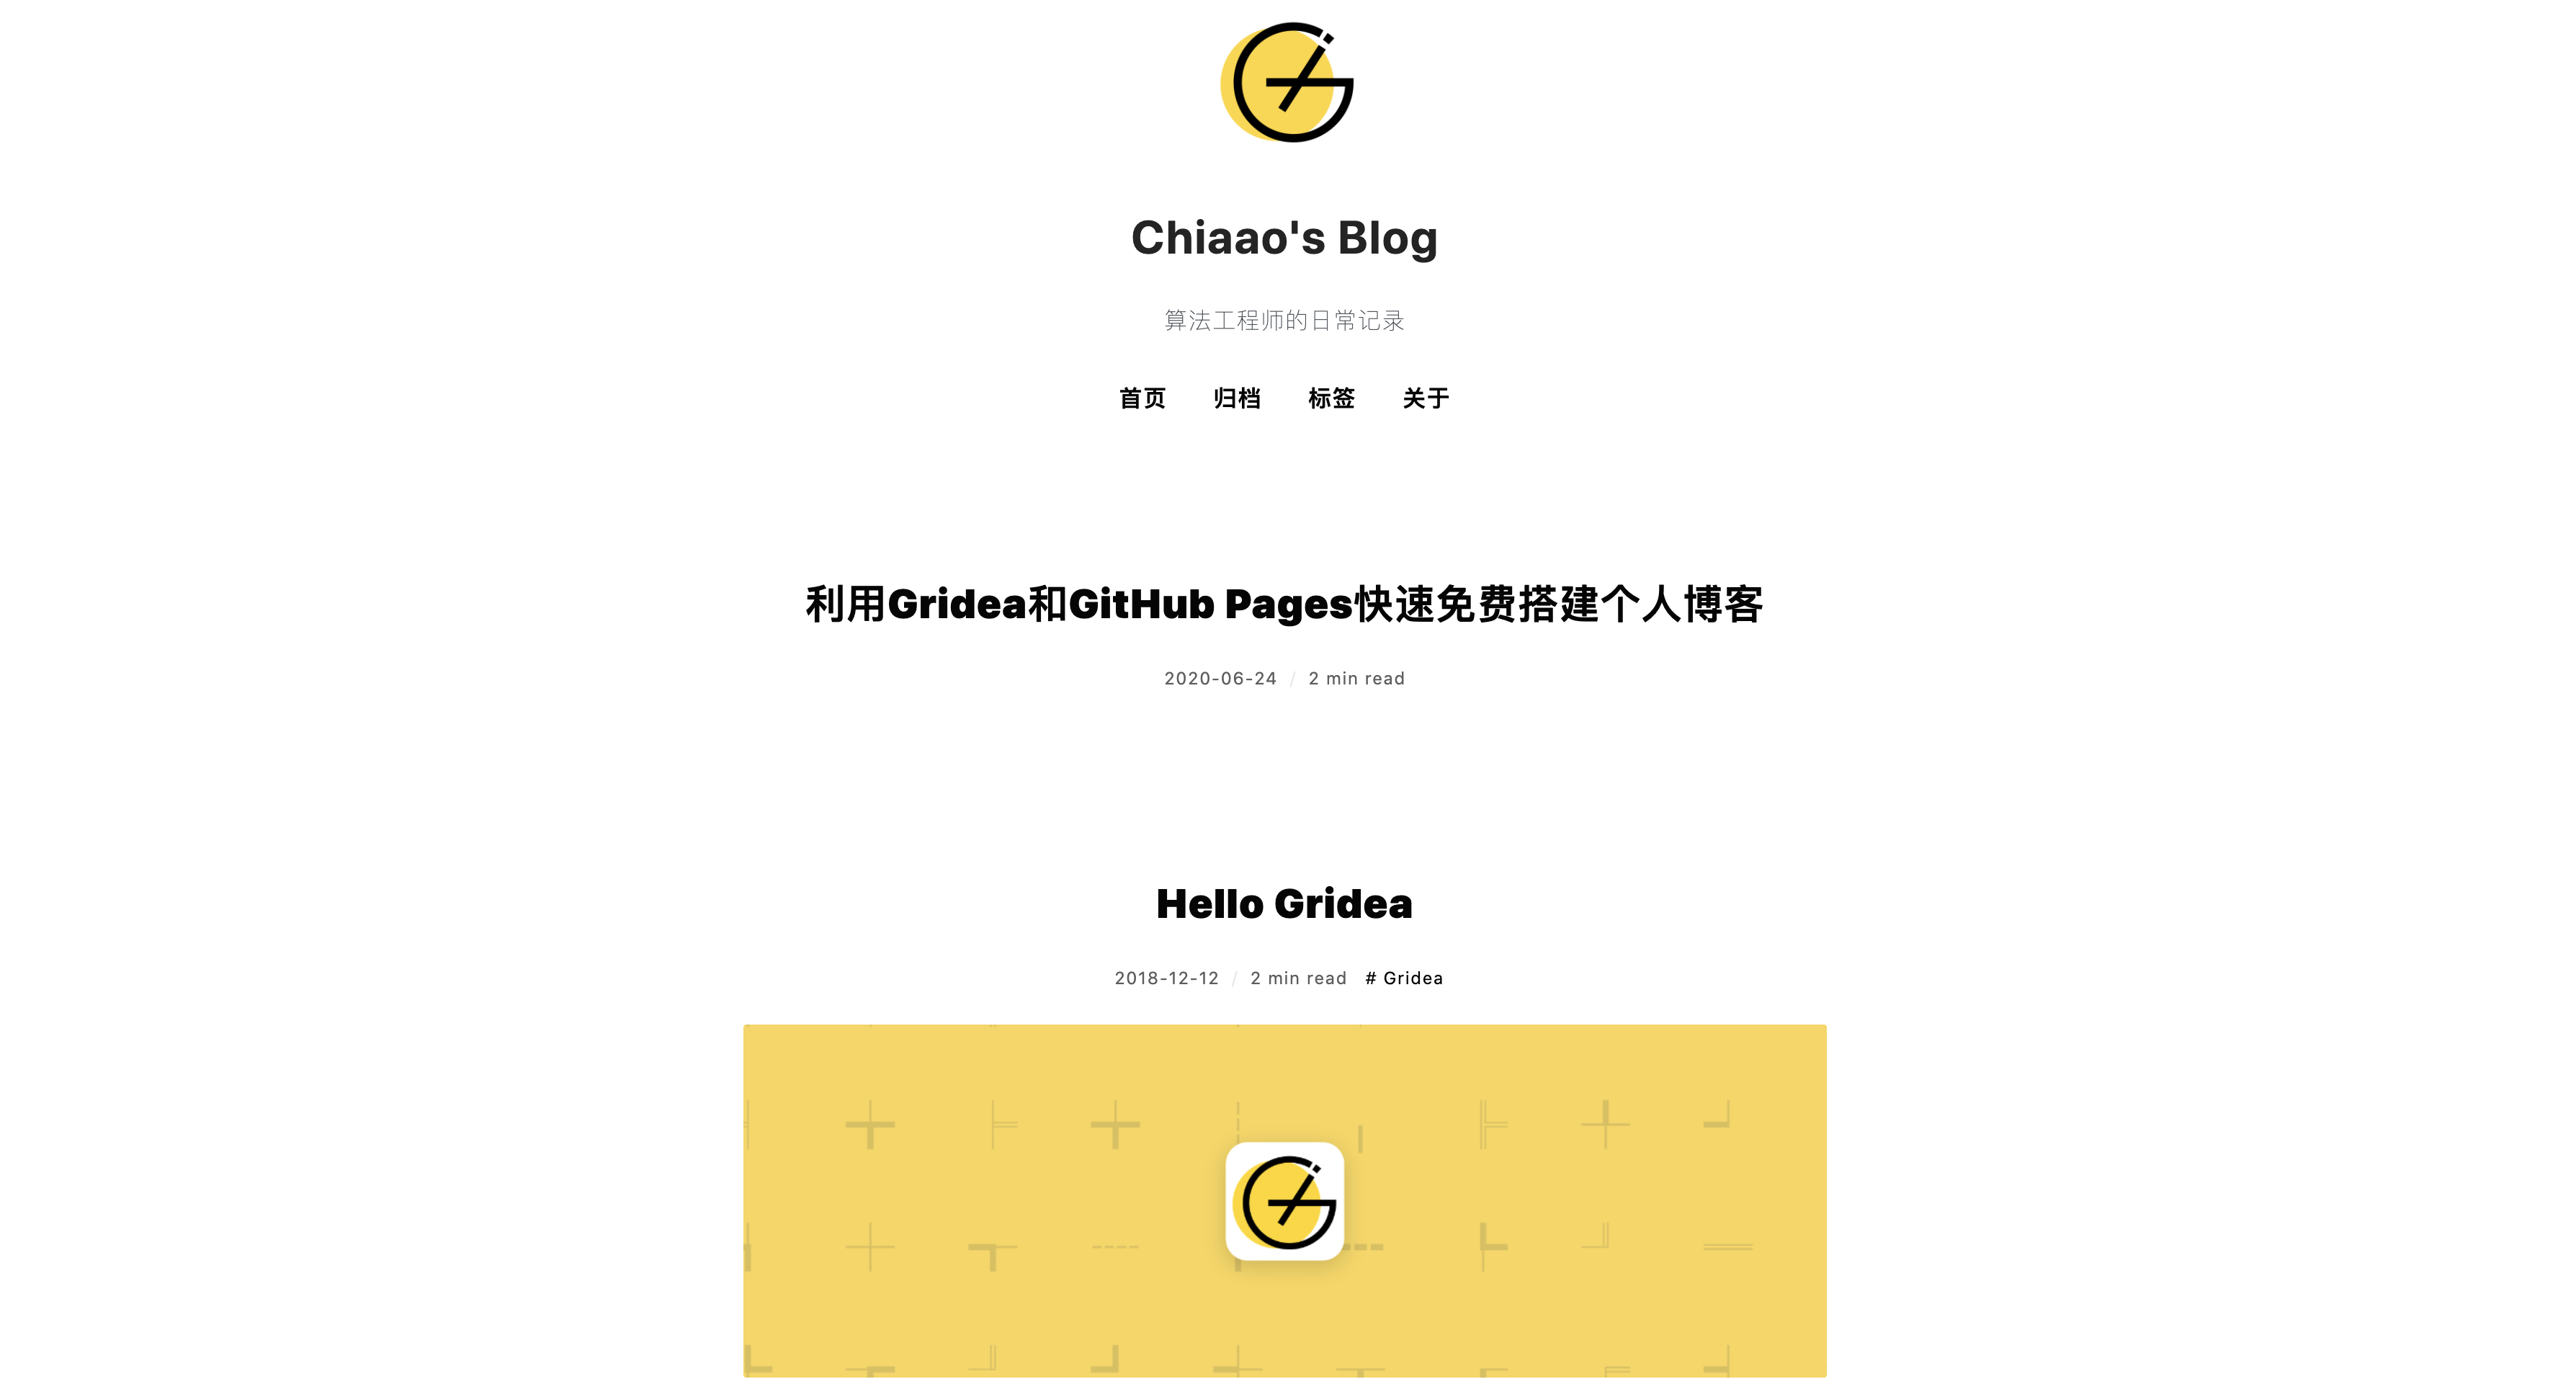 Chiaao's Blog
算法工程师的日常记录
首页 归档 标签 关于
利用Gridea和GitHub Pages快速免费搭建个人博客
2020-06-24 / 2 min read
Hello Gridea
2018-12-12 / 2 min read # Gridea